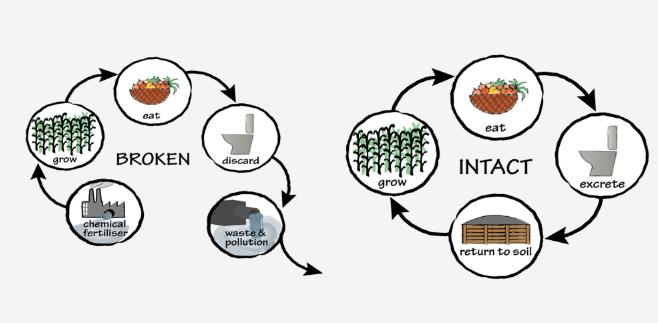 BROKEN
grow
eat
discard
waste &
pollution
chemical
fertiliser
INTACT
grow
eat
excrete
return to soil